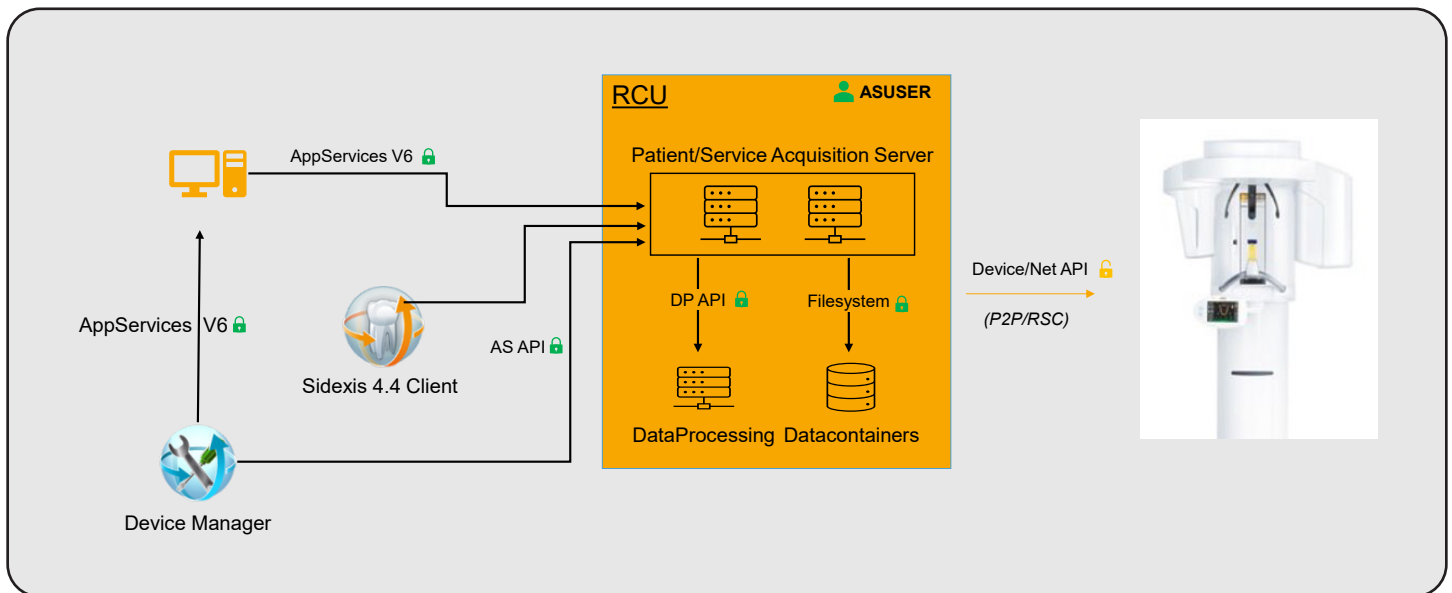 RCU
ASUSER
AppServices V6
Patient/Service Acquisition Server
Device/Net API
(P2P/RSC)
DP API
Filesystem
AppServices V6
AS API
Sidexis 4.4 Client
DataProcessing
Datacontainers
Device Manager